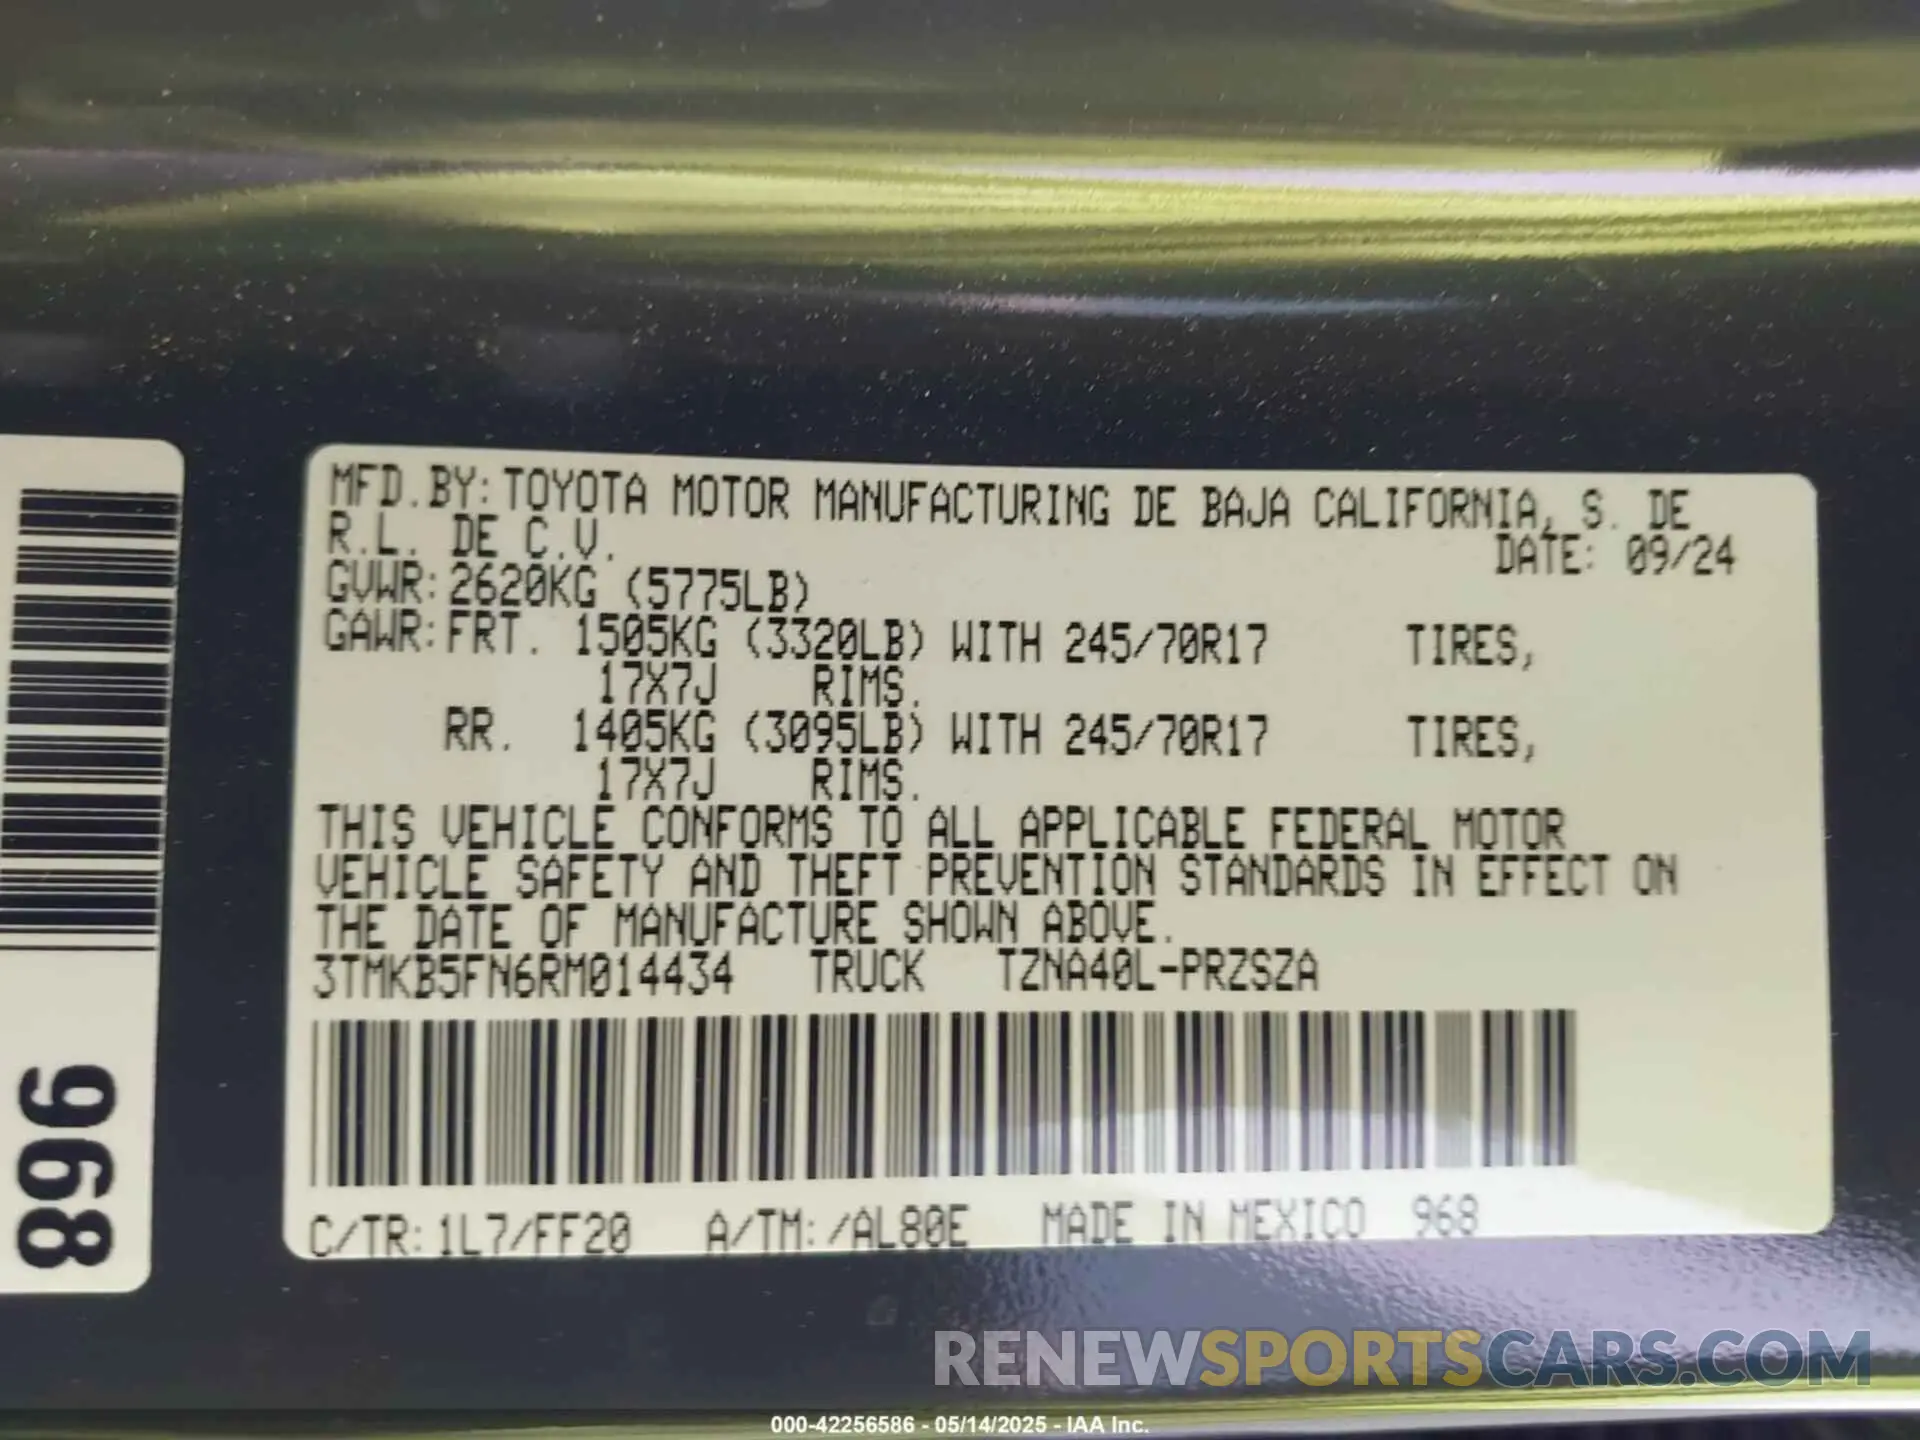 MFD.BY:TOYOTA MOTOR MANUFACTURING DE BAJA CALIFORNIA, S. DE
R.L. DE C.V.
DATE: 09/24
GVWR:2620KG (5775LB)
GAWR:FRT. 1505KG (3320LB) WITH 245/70R17 TIRES,
17X7J RIMS.
RR. 1405KG (3095LB) WITH 245/70R17 TIRES,
17X7J RIMS.
THIS VEHICLE CONFORMS TO ALL APPLICABLE FEDERAL MOTOR
VEHICLE SAFETY AND THEFT PREVENTION STANDARDS IN EFFECT ON
THE DATE OF MANUFACTURE SHOWN ABOVE.
3TMKB5FN6RM014434 TRUCK TZNA40L-PRZSZA
C/TR:1L7/FF20 A/TM:/AL80E MADE IN MEXICO 968
968
RENEWSPORTSCARS.COM
000-42256586 - 05/14/2025 - IAA Inc.